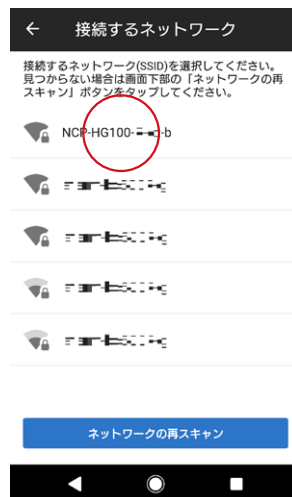 接続するネットワーク
接続するネットワーク(SSID)を選択してください。
見つからない場合は画面下部の「ネットワークの再
スキャン」ボタンをタップしてください。
NCP-HG100- -b
ネットワークの再スキャン